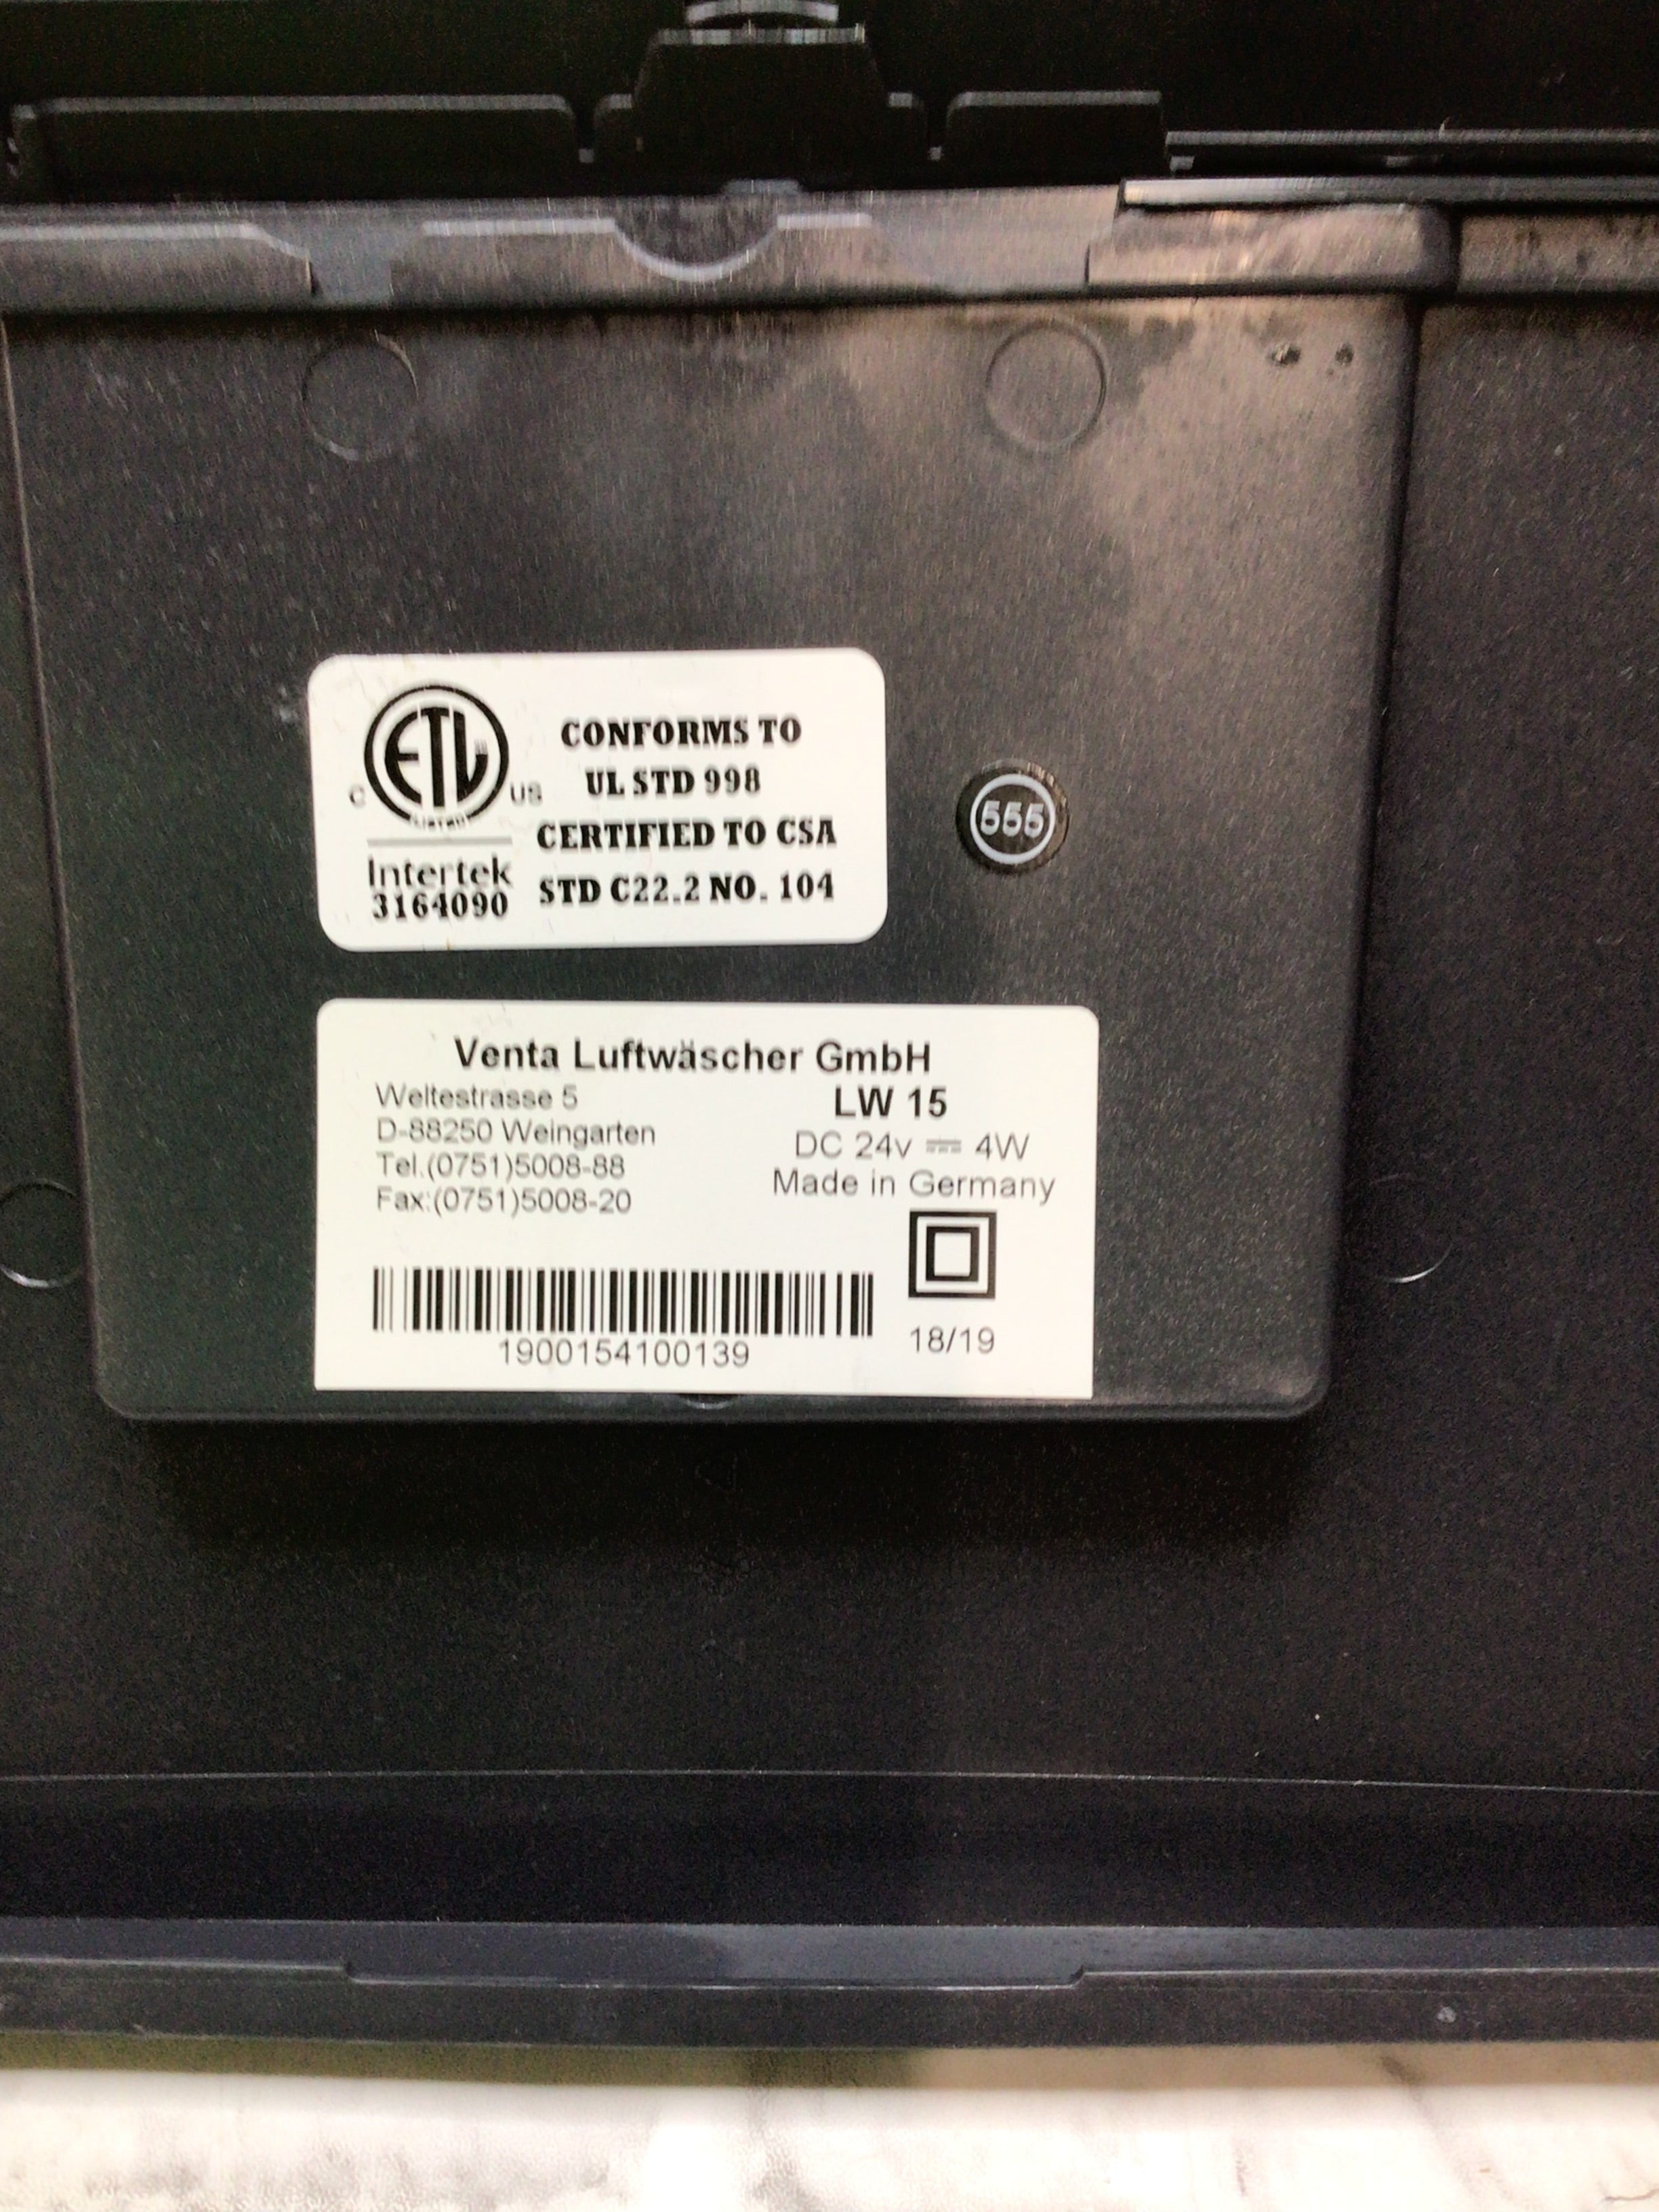 ETL
C US
LISTED
Intertek
3164090
CONFORMS TO
UL STD 998
CERTIFIED TO CSA
STD C22.2 NO. 104
555
Venta Luftwäscher GmbH
Weltestrasse 5
D-88250 Weingarten
Tel.(0751)5008-88
Fax:(0751)5008-20
LW 15
DC 24v ⎓ 4W
Made in Germany
1900154100139
18/19